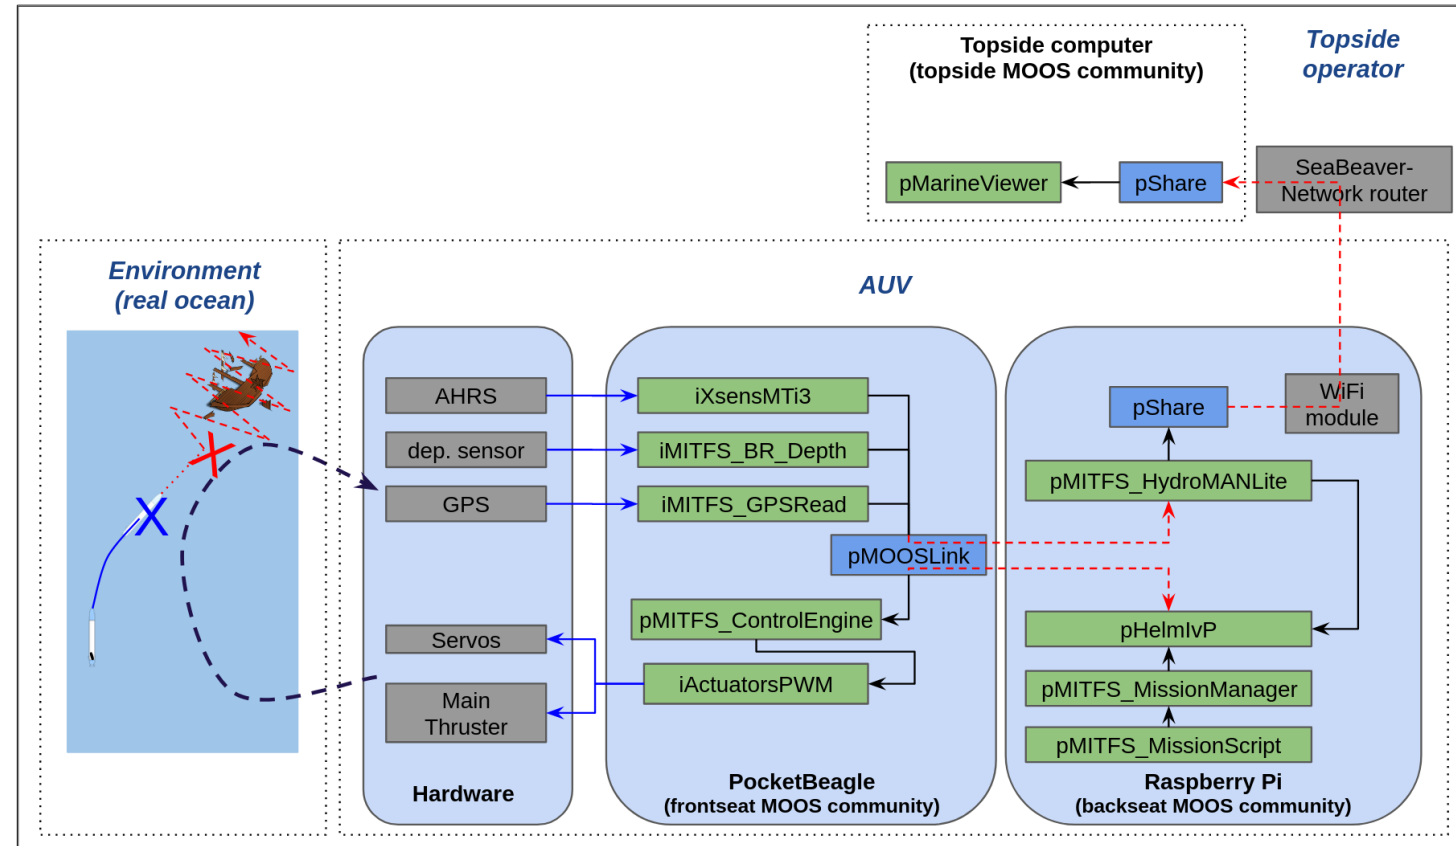 Topside computer
(topside MOOS community)
Topside
operator
pMarineViewer
pShare
SeaBeaver-
Network router
Environment
(real ocean)
AUV
AHRS
dep. sensor
GPS
Servos
Main
Thruster
Hardware
iXsensMTi3
iMITFS_BR_Depth
iMITFS_GPSRead
pMOOSLink
pMITFS_ControlEngine
iActuatorsPWM
PocketBeagle
(frontseat MOOS community)
pShare
WiFi
module
pMITFS_HydroMANLite
pHelmIvP
pMITFS_MissionManager
pMITFS_MissionScript
Raspberry Pi
(backseat MOOS community)